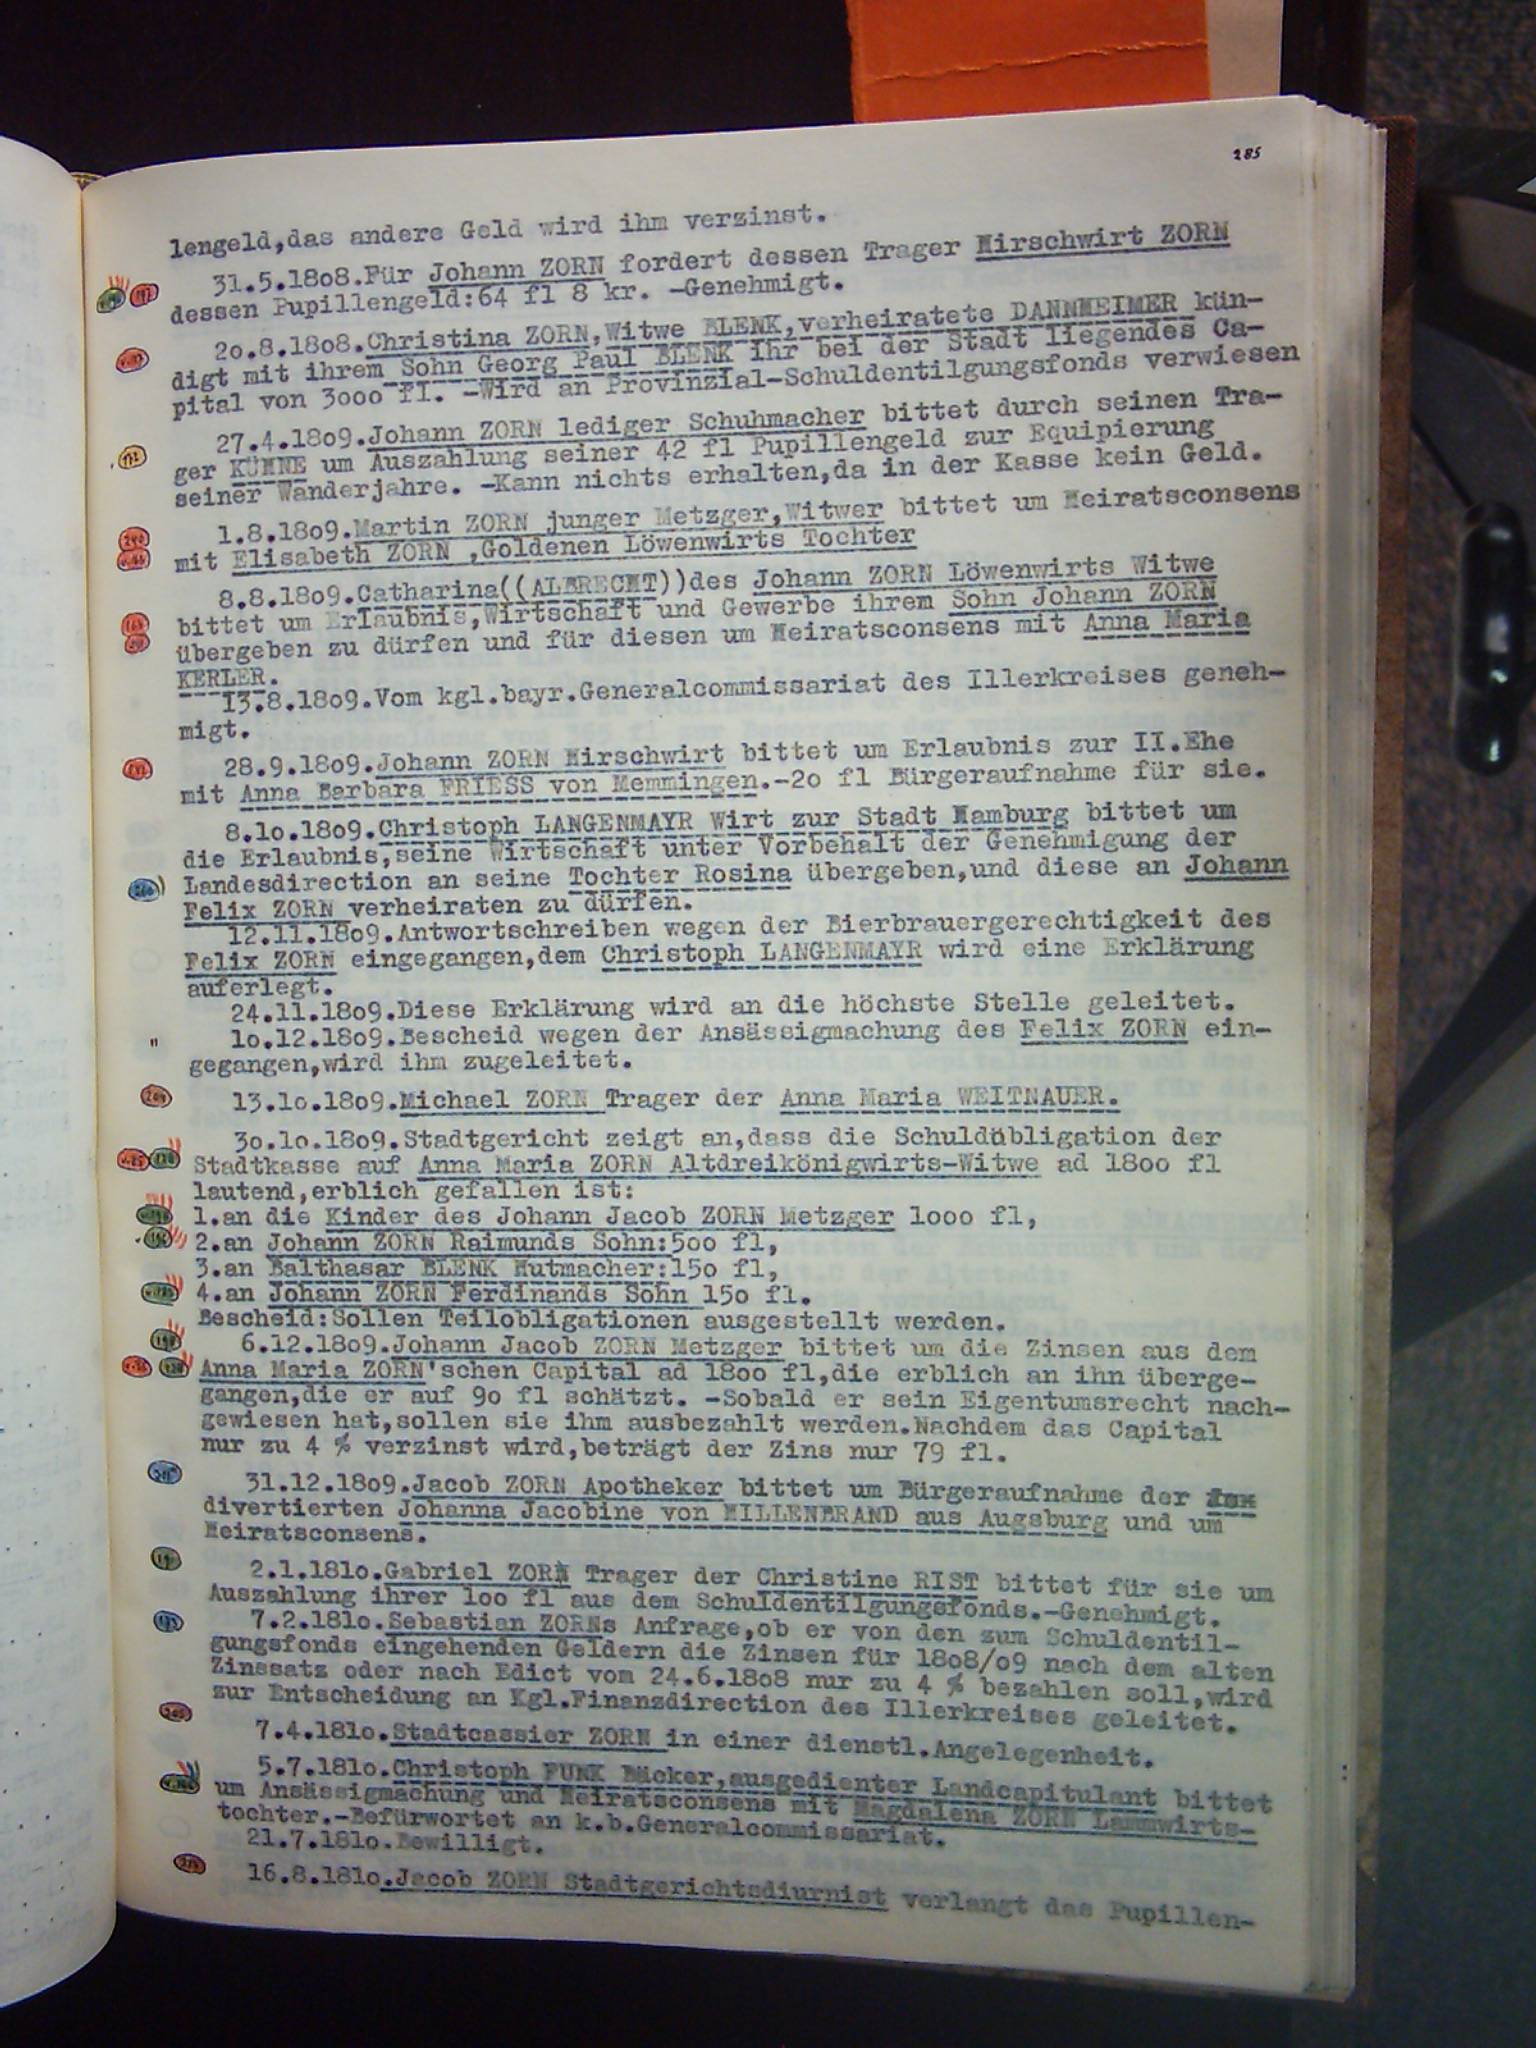 285
lengeld,das andere Geld wird ihm verzinst.
31.5.1808.Für Johann ZORN fordert dessen Trager Hirschwirt ZORN
dessen Pupillengeld:64 fl 8 kr. -Genehmigt.
20.8.1808.Christina ZORN,Witwe BLENK,verheiratete DANNHEIMER kün-
digt mit ihrem Sohn Georg Paul BLENK ihr bei der Stadt liegendes Ca-
pital von 3000 fl. -Wird an Provinzial-Schuldentilgungsfonds verwiesen
27.4.1809.Johann ZORN lediger Schuhmacher bittet durch seinen Tra-
ger KÜHNE um Auszahlung seiner 42 fl Pupillengeld zur Equipierung
seiner Wanderjahre. -Kann nichts erhalten,da in der Kasse kein Geld.
1.8.1809.Martin ZORN junger Metzger,Witwer bittet um Heiratsconsens
mit Elisabeth ZORN ,Goldenen Löwenwirts Tochter
8.8.1809.Catharina((ALBRECHT))des Johann ZORN Löwenwirts Witwe
bittet um Erlaubnis,Wirtschaft und Gewerbe ihrem Sohn Johann ZORN
übergeben zu dürfen und für diesen um Heiratsconsens mit Anna Maria
KERLER.
13.8.1809.Vom kgl.bayr.Generalcommissariat des Illerkreises geneh-
migt.
28.9.1809.Johann ZORN Hirschwirt bittet um Erlaubnis zur II.Ehe
mit Anna Barbara FRIESS von Memmingen.-20 fl Bürgeraufnahme für sie.
8.10.1809.Christoph LANGENMAYR Wirt zur Stadt Hamburg bittet um
die Erlaubnis,seine Wirtschaft unter Vorbehalt der Genehmigung der
Landesdirection an seine Tochter Rosina übergeben,und diese an Johann
Felix ZORN verheiraten zu dürfen.
12.11.1809.Antwortschreiben wegen der Bierbrauergerechtigkeit des
Felix ZORN eingegangen,dem Christoph LANGENMAYR wird eine Erklärung
auferlegt.
24.11.1809.Diese Erklärung wird an die höchste Stelle geleitet.
" 10.12.1809.Bescheid wegen der Ansässigmachung des Felix ZORN ein-
gegangen,wird ihm zugeleitet.
13.10.1809.Michael ZORN Trager der Anna Maria WEITNAUER.
30.10.1809.Stadtgericht zeigt an,dass die Schuldobligation der
Stadtkasse auf Anna Maria ZORN Altdreikönigwirts-Witwe ad 1800 fl
lautend,erblich gefallen ist:
1.an die Kinder des Johann Jacob ZORN Metzger 1000 fl,
2.an Johann ZORN Raimunds Sohn:500 fl,
3.an Balthasar BLENK Hutmacher:150 fl,
4.an Johann ZORN Ferdinands Sohn 150 fl.
Bescheid:Sollen Teilobligationen ausgestellt werden.
6.12.1809.Johann Jacob ZORN Metzger bittet um die Zinsen aus dem
Anna Maria ZORN'schen Capital ad 1800 fl,die erblich an ihn überge-
gangen,die er auf 90 fl schätzt. -Sobald er sein Eigentumsrecht nach-
gewiesen hat,sollen sie ihm ausbezahlt werden.Nachdem das Capital
nur zu 4 % verzinst wird,beträgt der Zins nur 79 fl.
31.12.1809.Jacob ZORN Apotheker bittet um Bürgeraufnahme der
divertierten Johanna Jacobine von HILLENBRAND aus Augsburg und um
Heiratsconsens.
2.1.1810.Gabriel ZORN Trager der Christine RIST bittet für sie um
Auszahlung ihrer 100 fl aus dem Schuldentilgungsfonds.-Genehmigt.
7.2.1810.Sebastian ZORNs Anfrage,ob er von den zum Schuldentil-
gungsfonds eingehenden Geldern die Zinsen für 1808/09 nach dem alten
Zinssatz oder nach Edict vom 24.6.1808 nur zu 4 % bezahlen soll,wird
zur Entscheidung an Kgl.Finanzdirection des Illerkreises geleitet.
7.4.1810.Stadtcassier ZORN in einer dienstl.Angelegenheit.
5.7.1810.Christoph FUNK Bäcker,ausgedienter Landcapitulant bittet
um Ansässigmachung und Heiratsconsens mit Magdalena ZORN Lammwirts-
tochter.-Befürwortet an k.b.Generalcommissariat.
21.7.1810.Bewilligt.
16.8.1810.Jacob ZORN Stadtgerichtsdiurnist verlangt das Pupillen-